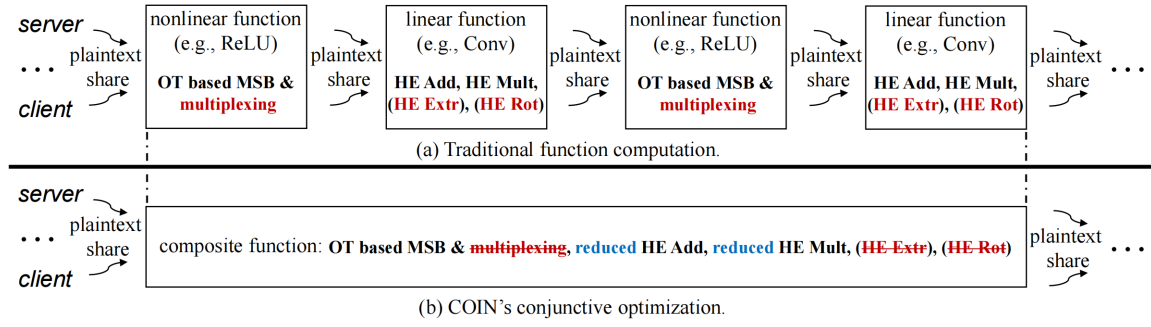 server
plaintext
share
...
client
nonlinear function
(e.g., ReLU)
OT based MSB &
multiplexing
plaintext
share
linear function
(e.g., Conv)
HE Add, HE Mult,
(HE Extr), (HE Rot)
plaintext
share
nonlinear function
(e.g., ReLU)
OT based MSB &
multiplexing
plaintext
share
linear function
(e.g., Conv)
HE Add, HE Mult,
(HE Extr), (HE Rot)
plaintext
share
...
(a) Traditional function computation.
server
plaintext
share
...
client
composite function: OT based MSB & multiplexing, reduced HE Add, reduced HE Mult, (HE Extr), (HE Rot)
plaintext
share
...
(b) COIN's conjunctive optimization.